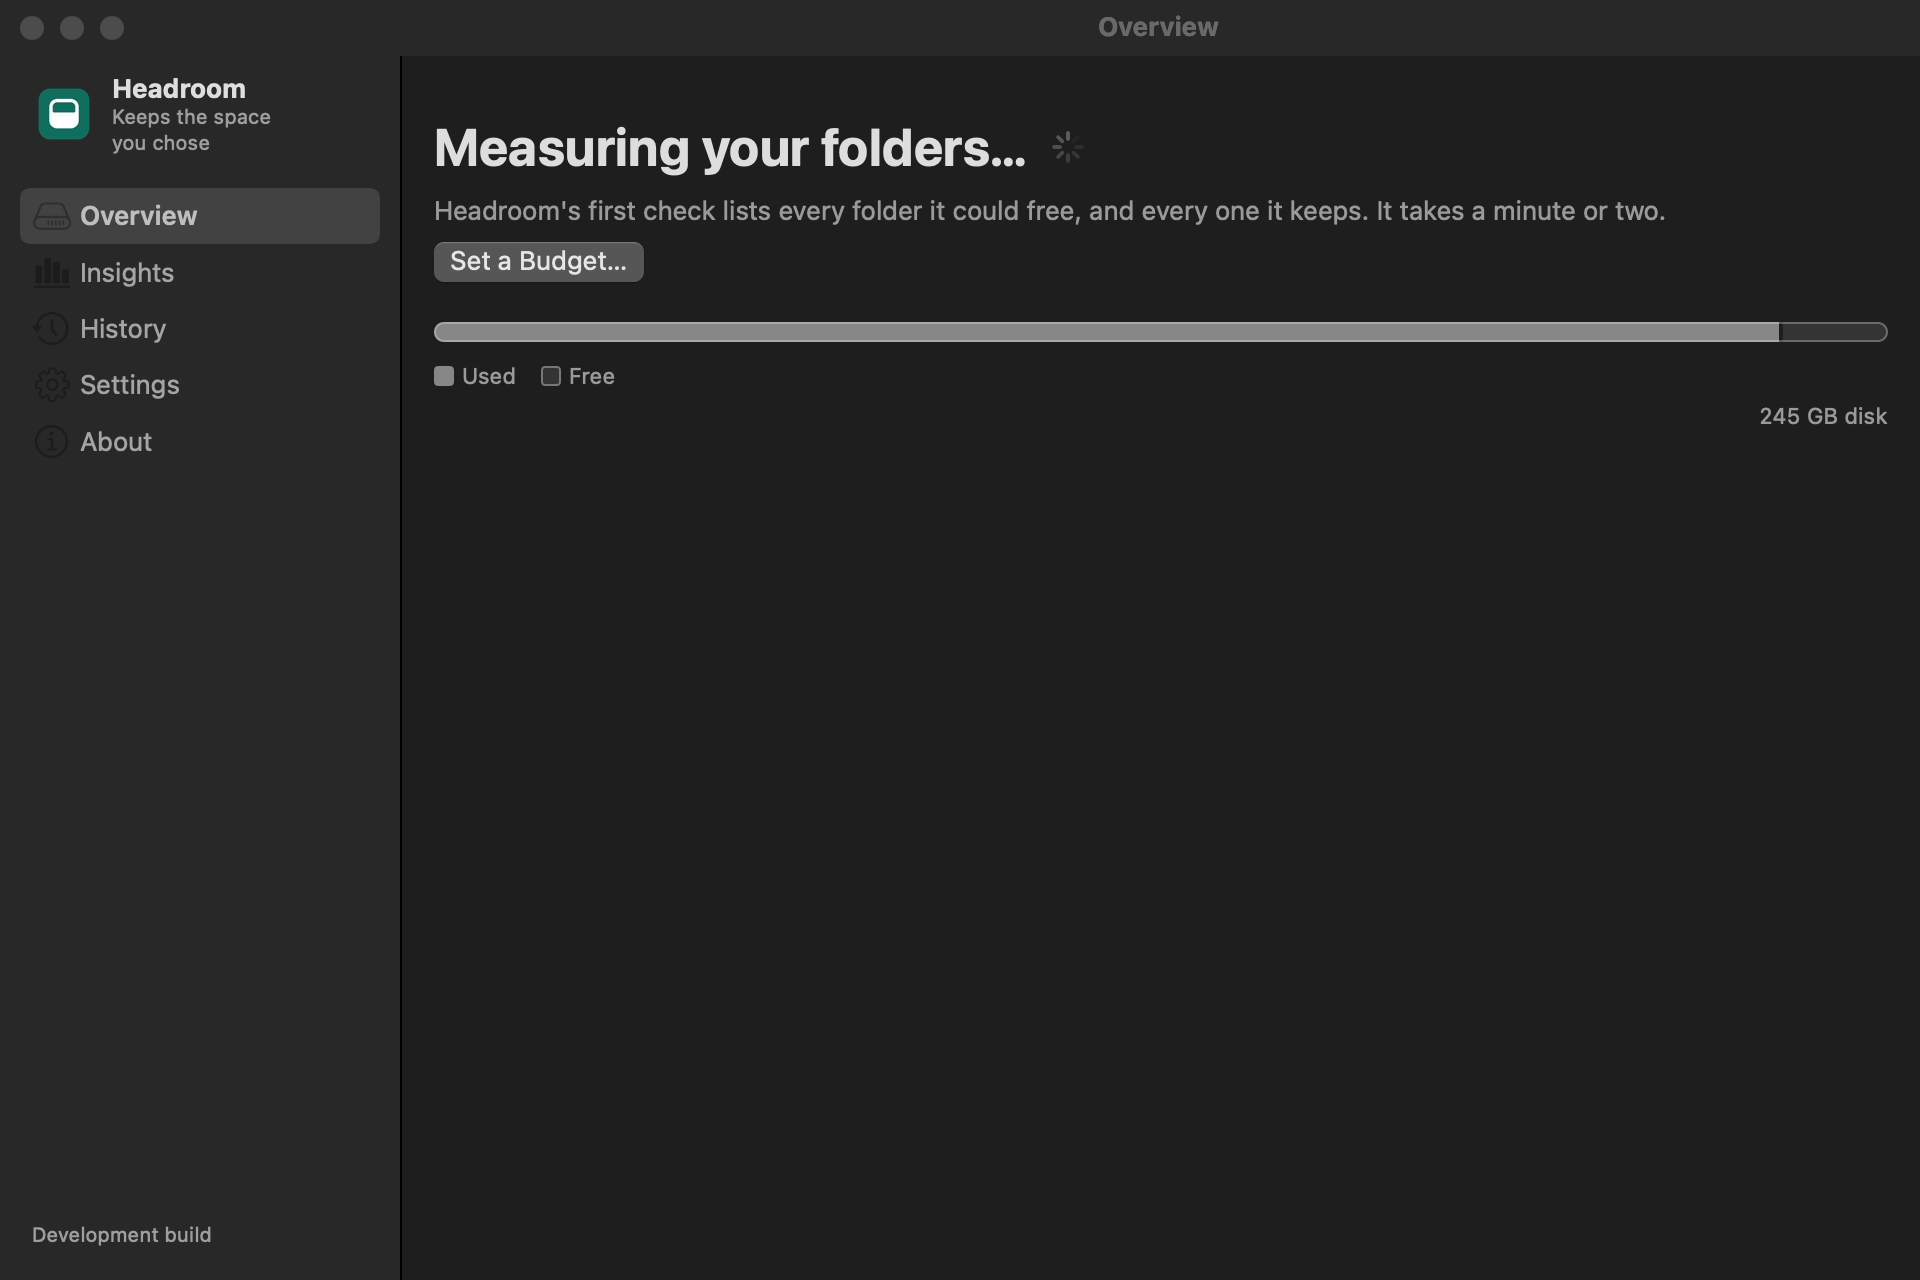 Overview
Headroom
Keeps the space
you chose
Overview
Insights
History
Settings
About
Development build
Measuring your folders…
Headroom's first check lists every folder it could free, and every one it keeps. It takes a minute or two.
Set a Budget…
Used
Free
245 GB disk